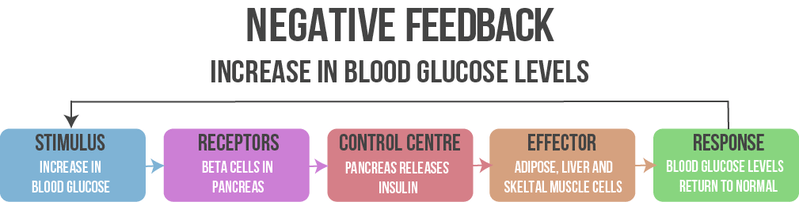 NEGATIVE FEEDBACK
INCREASE IN BLOOD GLUCOSE LEVELS
STIMULUS
INCREASE IN
BLOOD GLUCOSE
RECEPTORS
BETA CELLS IN
PANCREAS
CONTROL CENTRE
PANCREAS RELEASES
INSULIN
EFFECTOR
ADIPOSE, LIVER AND
SKELTAL MUSCLE CELLS
RESPONSE
BLOOD GLUCOSE LEVELS
RETURN TO NORMAL